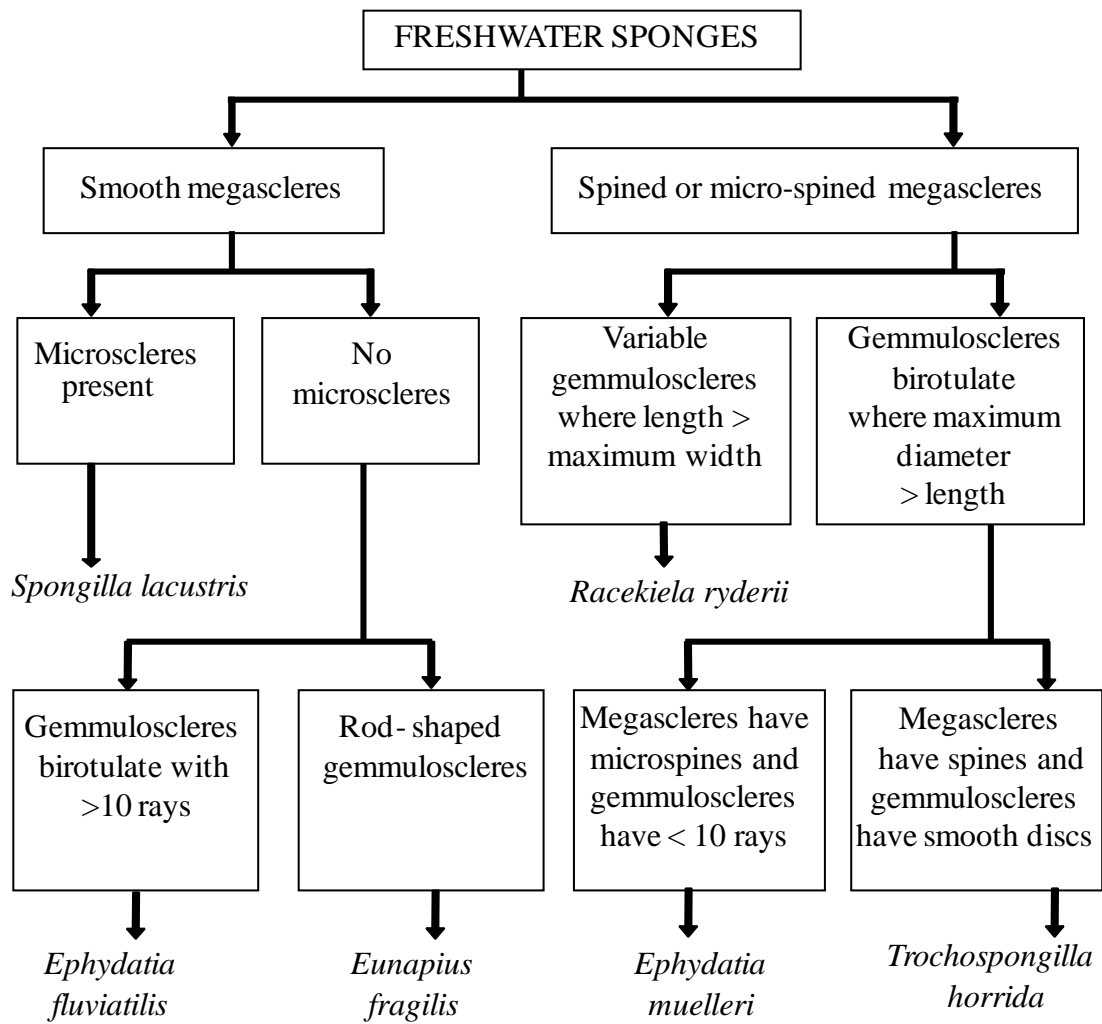 FRESHWATER SPONGES
Smooth megascleres
Spined or micro-spined megascleres
Microscleres
present
No
microscleres
Variable
gemmuloscleres
where length >
maximum width
Gemmuloscleres
birotulate
where maximum
diameter
> length
Spongilla lacustris
Racekiela ryderii
Gemmuloscleres
birotulate with
>10 rays
Rod-shaped
gemmuloscleres
Megascleres have
microspines and
gemmuloscleres
have < 10 rays
Megascleres
have spines and
gemmuloscleres
have smooth discs
Ephydatia
fluviatilis
Eunapius
fragilis
Ephydatia
muelleri
Trochospongilla
horrida